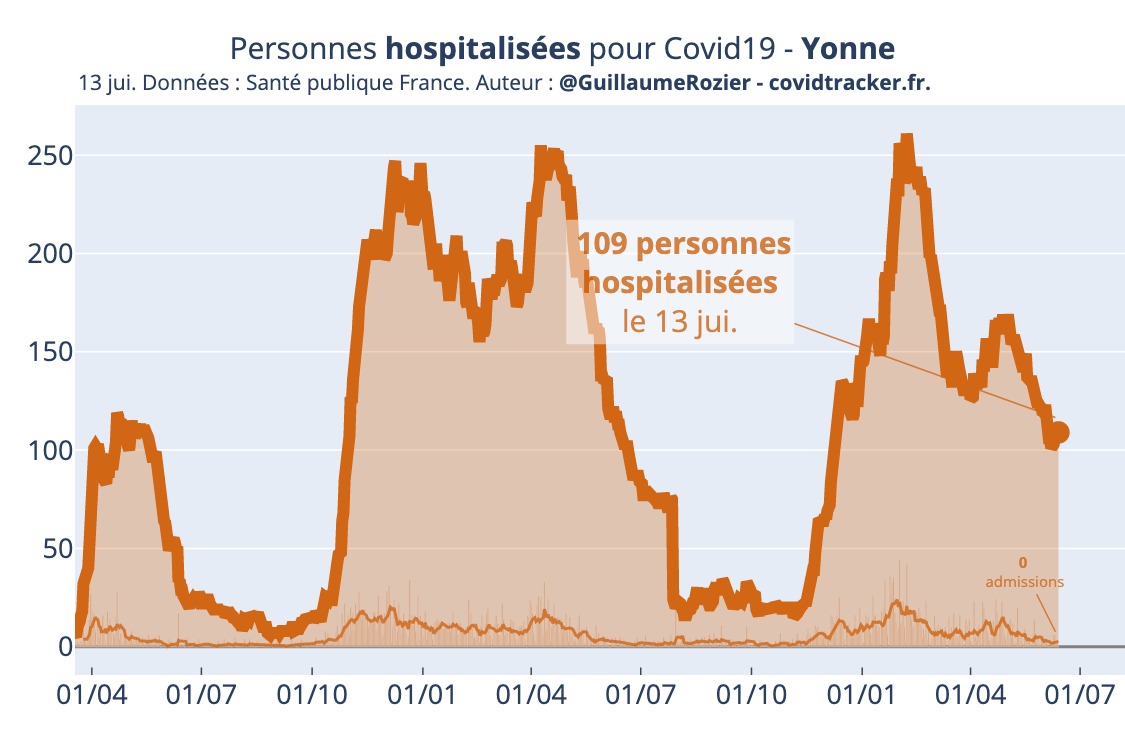 Personnes hospitalisées pour Covid19 - Yonne
13 jui. Données : Santé publique France. Auteur : @GuillaumeRozier - covidtracker.fr.
250
200
150
100
50
0
109 personnes
hospitalisées
le 13 jui.
0
admissions
01/04 01/07 01/10 01/01 01/04 01/07 01/10 01/01 01/04 01/07